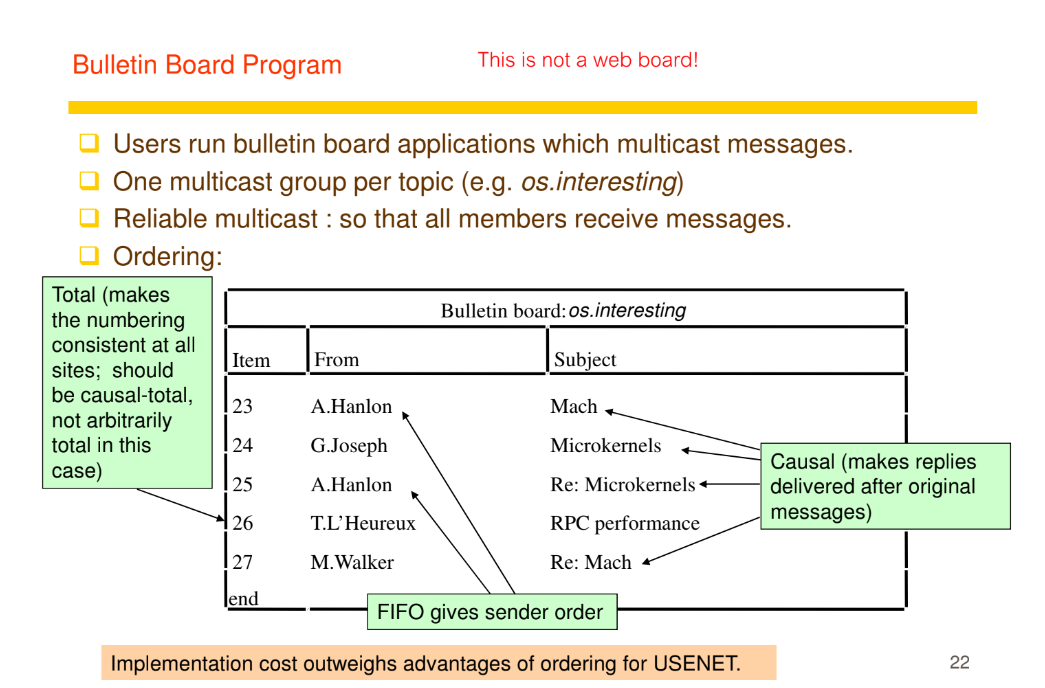 Bulletin Board Program
This is not a web board!
Users run bulletin board applications which multicast messages.
One multicast group per topic (e.g. os.interesting)
Reliable multicast : so that all members receive messages.
Ordering:
Total (makes
the numbering
consistent at all
sites; should
be causal-total,
not arbitrarily
total in this
case)
Bulletin board: os.interesting
Item From Subject
23 A.Hanlon Mach
24 G.Joseph Microkernels
25 A.Hanlon Re: Microkernels
26 T.L'Heureux RPC performance
27 M.Walker Re: Mach
end
Causal (makes replies
delivered after original
messages)
FIFO gives sender order
Implementation cost outweighs advantages of ordering for USENET.
22